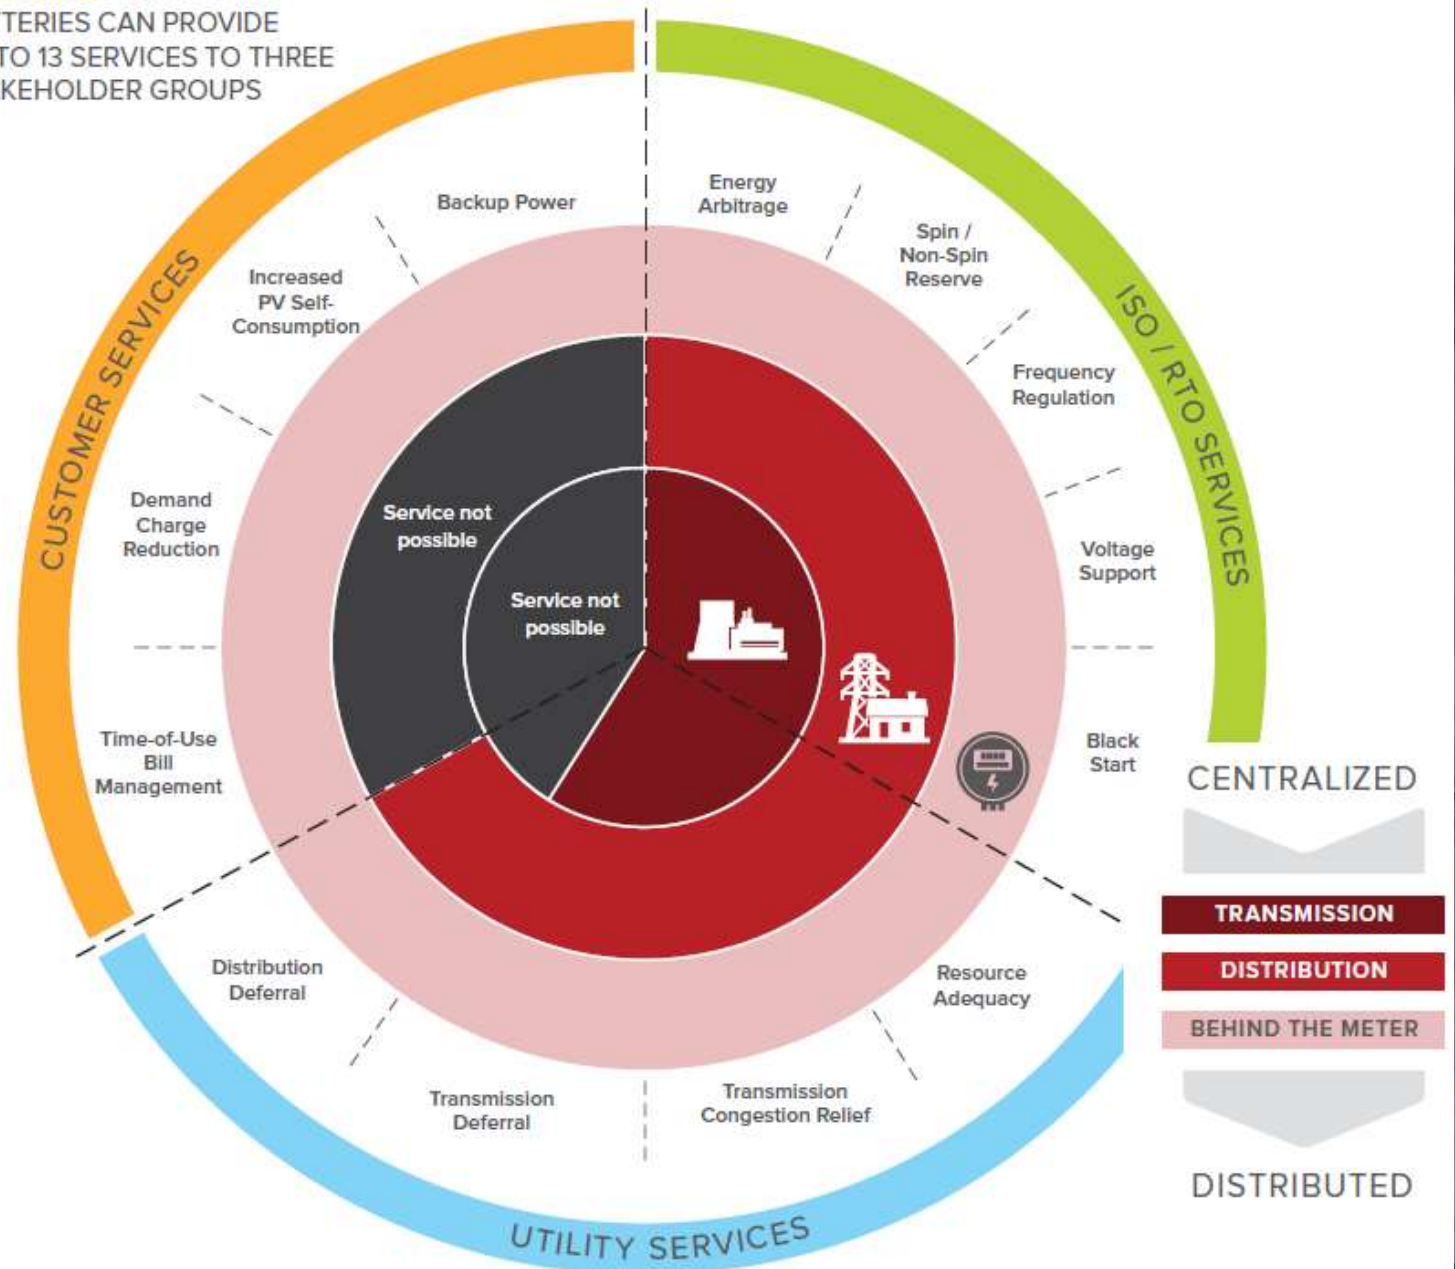 TTERIES CAN PROVIDE
TO 13 SERVICES TO THREE
KEHOLDER GROUPS
CUSTOMER SERVICES
ISO / RTO SERVICES
UTILITY SERVICES
Backup Power
Increased
PV Self-
Consumption
Demand
Charge
Reduction
Time-of-Use
Bill
Management
Energy
Arbitrage
Spin /
Non-Spin
Reserve
Frequency
Regulation
Voltage
Support
Black
Start
Service not
possible
Service not
possible
Distribution
Deferral
Transmission
Deferral
Transmission
Congestion Relief
Resource
Adequacy
CENTRALIZED
TRANSMISSION
DISTRIBUTION
BEHIND THE METER
DISTRIBUTED